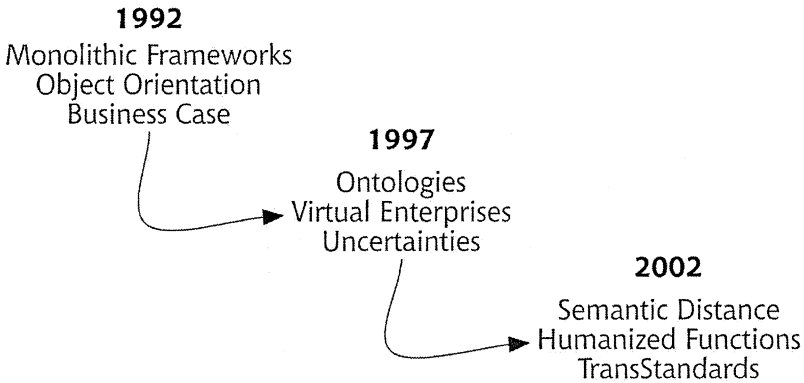 1992
Monolithic Frameworks
Object Orientation
Business Case
1997
Ontologies
Virtual Enterprises
Uncertainties
2002
Semantic Distance
Humanized Functions
TransStandards